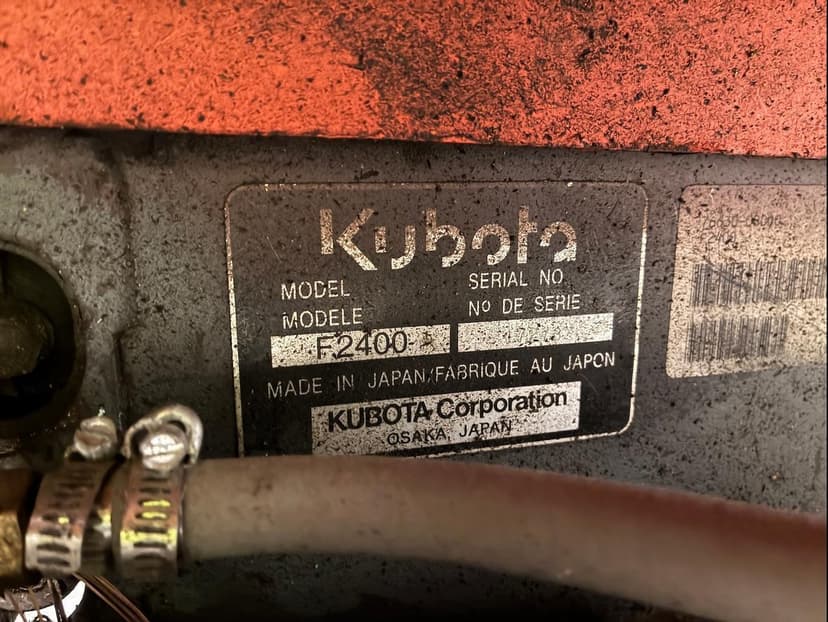 Kubota
MODEL
MODELE
SERIAL NO
Nº DE SERIE
F2400
MADE IN JAPAN/FABRIQUE AU JAPON
KUBOTA Corporation
OSAKA, JAPAN